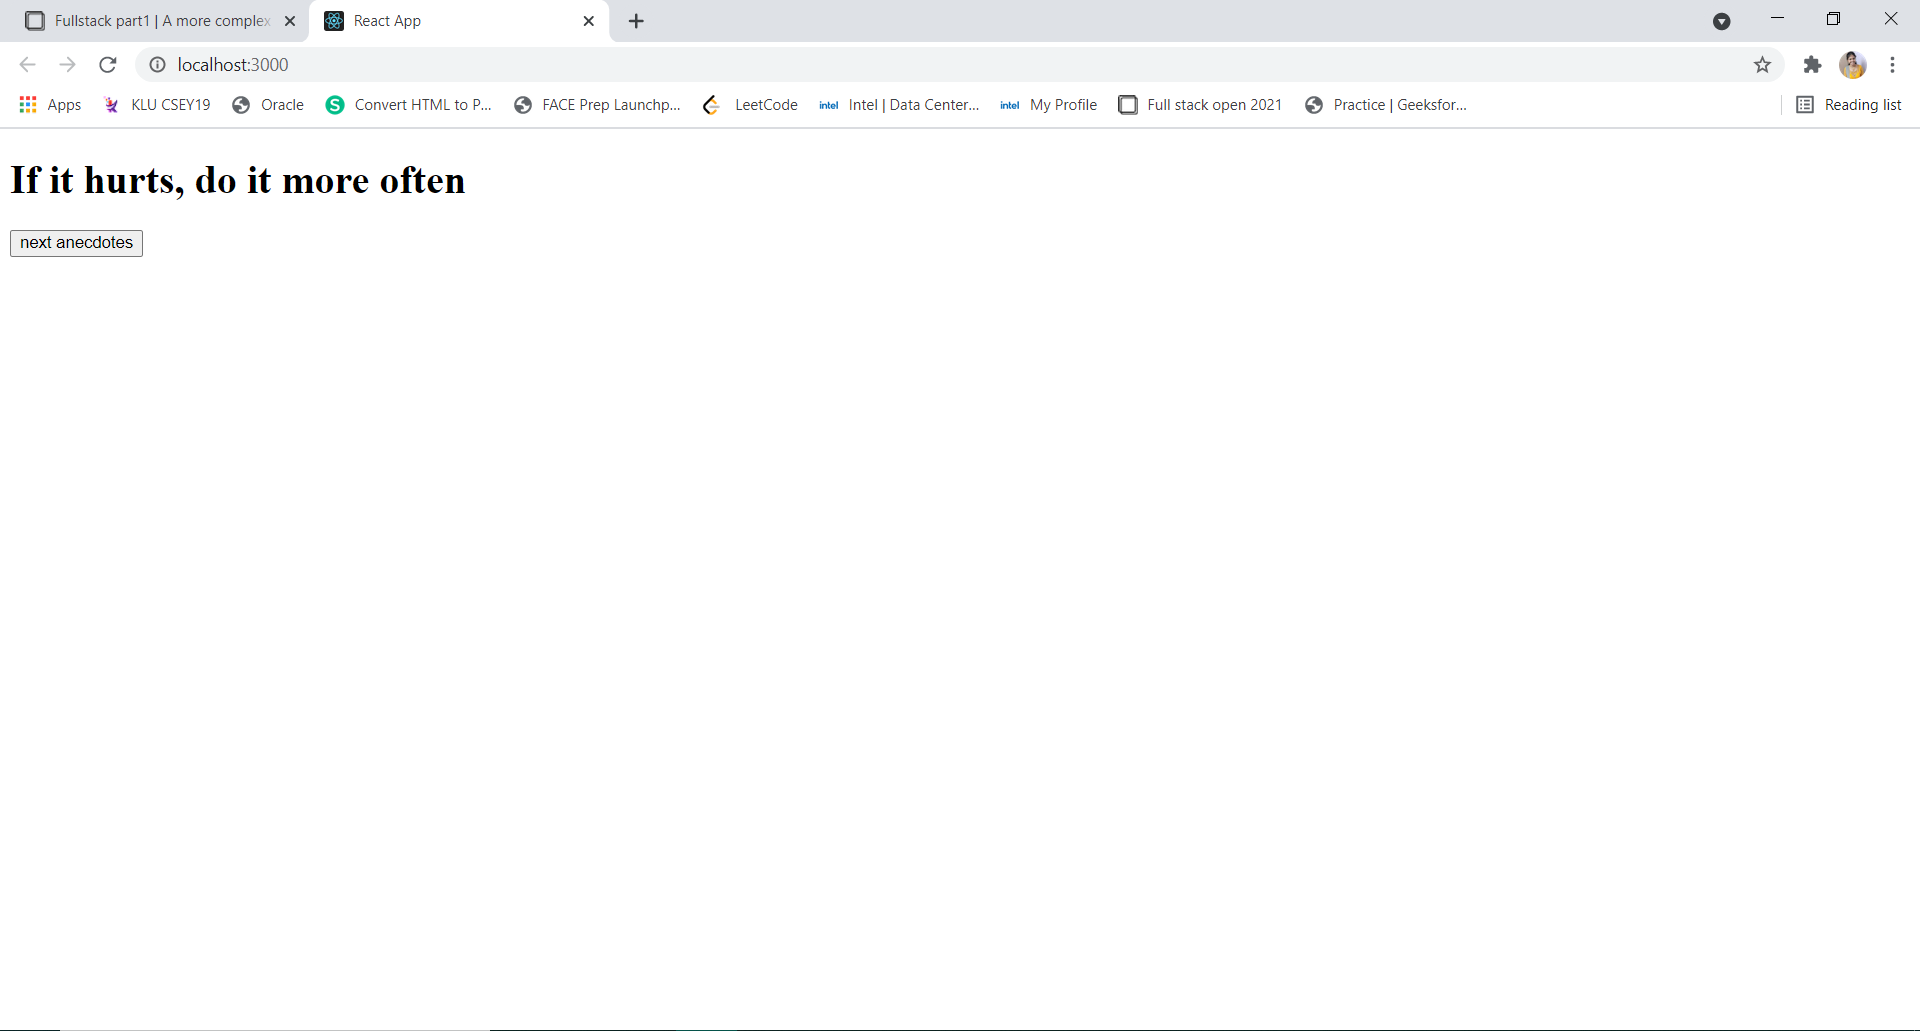 Fullstack part1 | A more complex
React App
localhost:3000
Apps
KLU CSEY19
Oracle
S Convert HTML to P...
FACE Prep Launchp...
LeetCode
intel Intel | Data Center...
intel My Profile
Full stack open 2021
Practice | Geeksfor...
Reading list
If it hurts, do it more often
next anecdotes